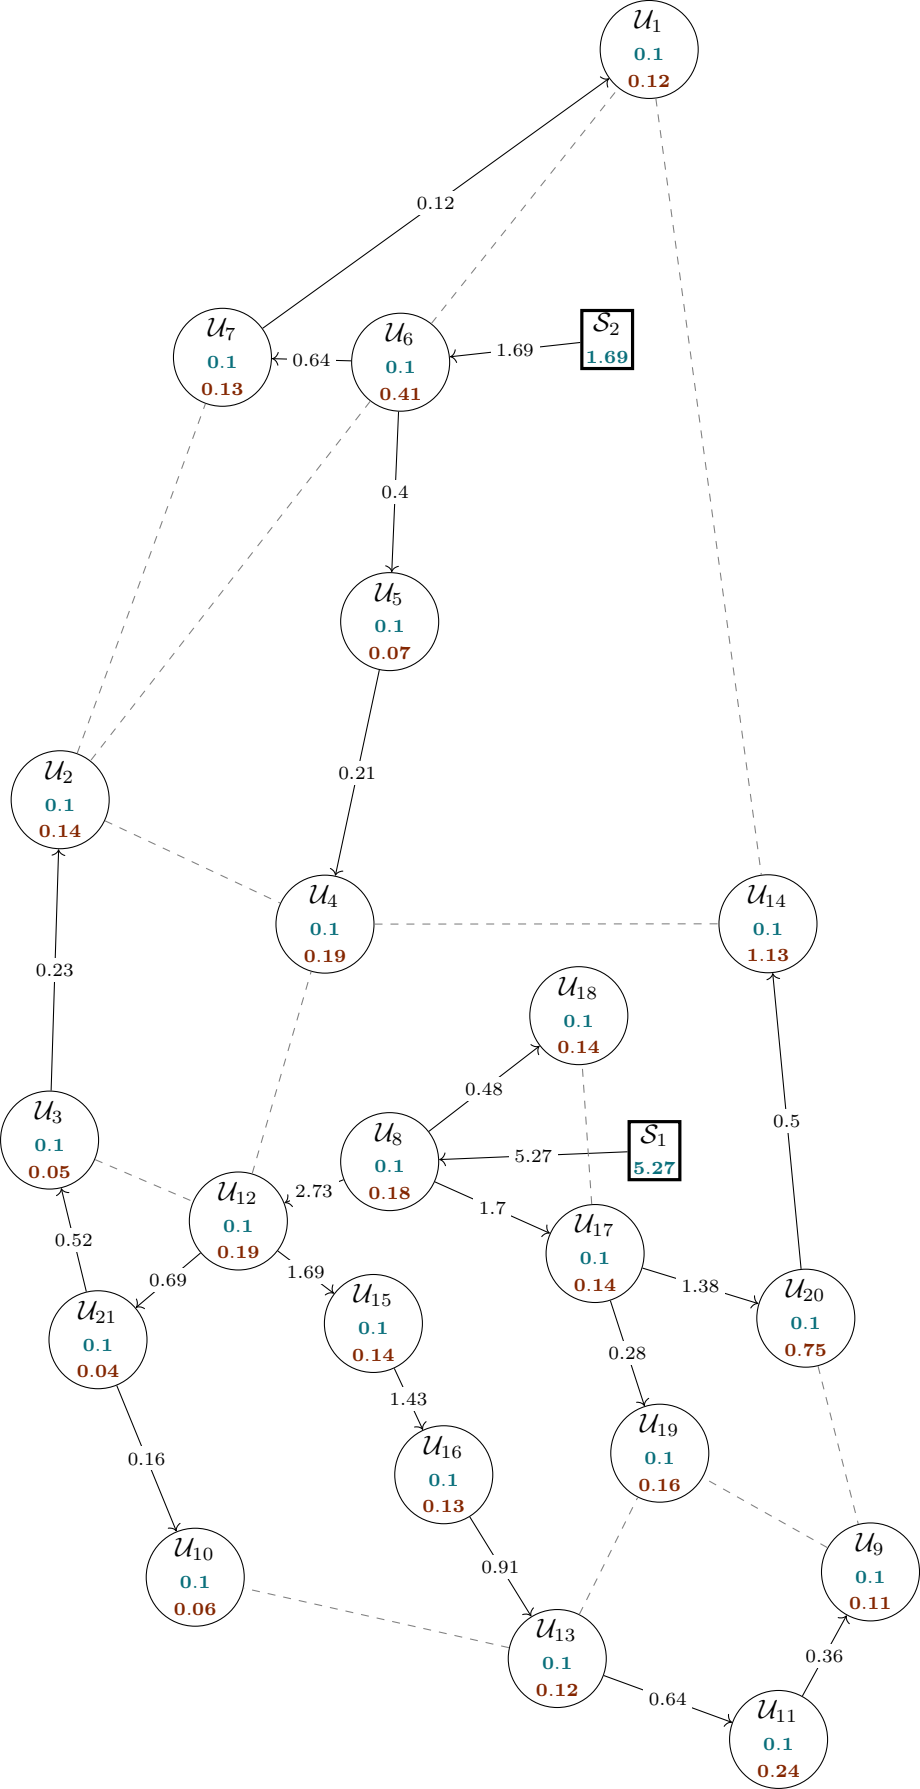 𝒰₁
0.1
0.12
0.12
𝒰₇
0.1
0.13
0.64
𝒰₆
0.1
0.41
1.69
𝒮₂
1.69
0.4
𝒰₅
0.1
0.07
0.21
𝒰₂
0.1
0.14
𝒰₄
0.1
0.19
𝒰₁₄
0.1
1.13
0.23
𝒰₁₈
0.1
0.14
0.48
0.5
𝒰₃
0.1
0.05
𝒰₈
0.1
0.18
5.27
𝒮₁
5.27
2.73
1.7
𝒰₁₂
0.1
0.19
𝒰₁₇
0.1
0.14
0.52
0.69
1.69
1.38
𝒰₂₁
0.1
0.04
𝒰₁₅
0.1
0.14
𝒰₂₀
0.1
0.75
0.28
1.43
0.16
𝒰₁₆
0.1
0.13
𝒰₁₉
0.1
0.16
0.91
𝒰₁₀
0.1
0.06
𝒰₉
0.1
0.11
𝒰₁₃
0.1
0.12
0.36
0.64
𝒰₁₁
0.1
0.24